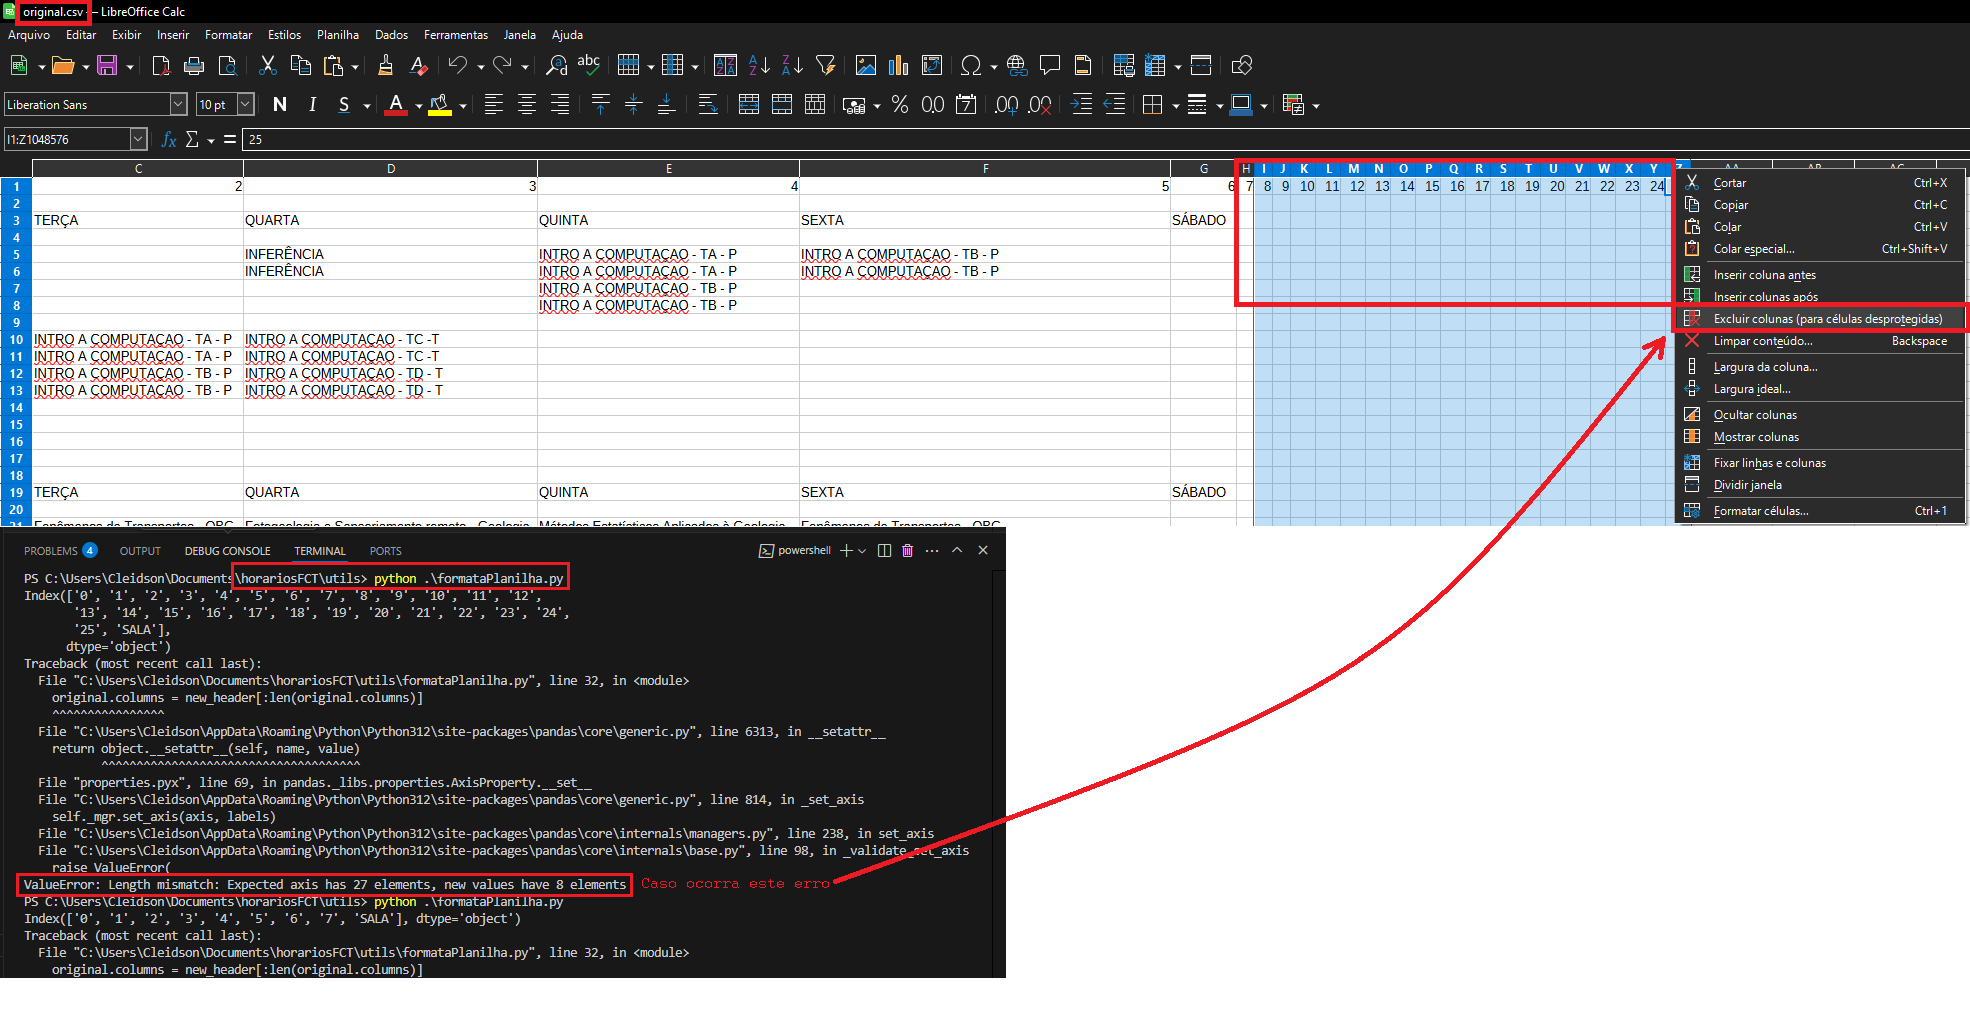 original.csv — LibreOffice Calc
Arquivo Editar Exibir Inserir Formatar Estilos Planilha Dados Ferramentas Janela Ajuda
Liberation Sans 10 pt N I S
I1:Z1048576 25
C D E F G H I J K L M N O P Q R S T U V W X Y
1 2 3 4 5 6 7 8 9 10 11 12 13 14 15 16 17 18 19 20 21 22 23 24
2
3 TERÇA QUARTA QUINTA SEXTA SÁBADO
4
5 INFERÊNCIA INTRO A COMPUTAÇAO - TA - P INTRO A COMPUTAÇAO - TB - P
6 INFERÊNCIA INTRO A COMPUTAÇAO - TA - P INTRO A COMPUTAÇAO - TB - P
7 INTRO A COMPUTAÇAO - TB - P
8 INTRO A COMPUTAÇAO - TB - P
9
10 INTRO A COMPUTAÇAO - TA - P INTRO A COMPUTAÇAO - TC -T
11 INTRO A COMPUTAÇAO - TA - P INTRO A COMPUTAÇAO - TC -T
12 INTRO A COMPUTAÇAO - TB - P INTRO A COMPUTAÇAO - TD - T
13 INTRO A COMPUTAÇAO - TB - P INTRO A COMPUTAÇAO - TD - T
14
15
16
17
18
19 TERÇA QUARTA QUINTA SEXTA SÁBADO
20
Cortar Ctrl+X
Copiar Ctrl+C
Colar Ctrl+V
Colar especial... Ctrl+Shift+V
Inserir coluna antes
Inserir colunas após
Excluir colunas (para células desprotegidas)
Limpar conteúdo... Backspace
Largura da coluna...
Largura ideal...
Ocultar colunas
Mostrar colunas
Fixar linhas e colunas
Dividir janela
Formatar células... Ctrl+1
PROBLEMS 4 OUTPUT DEBUG CONSOLE TERMINAL PORTS powershell
PS C:\Users\Cleidson\Documents\horariosFCT\utils> python .\formataPlanilha.py
Index(['0', '1', '2', '3', '4', '5', '6', '7', '8', '9', '10', '11', '12',
'13', '14', '15', '16', '17', '18', '19', '20', '21', '22', '23', '24',
'25', 'SALA'],
dtype='object')
Traceback (most recent call last):
File "C:\Users\Cleidson\Documents\horariosFCT\utils\formataPlanilha.py", line 32, in <module>
original.columns = new_header[:len(original.columns)]
^^^^^^^^^^^^^^^^
File "C:\Users\Cleidson\AppData\Roaming\Python\Python312\site-packages\pandas\core\generic.py", line 6313, in __setattr__
return object.__setattr__(self, name, value)
^^^^^^^^^^^^^^^^^^^^^^^^^^^^^^^^^^^^^
File "properties.pyx", line 69, in pandas._libs.properties.AxisProperty.__set__
File "C:\Users\Cleidson\AppData\Roaming\Python\Python312\site-packages\pandas\core\generic.py", line 814, in _set_axis
self._mgr.set_axis(axis, labels)
File "C:\Users\Cleidson\AppData\Roaming\Python\Python312\site-packages\pandas\core\internals\managers.py", line 238, in set_axis
File "C:\Users\Cleidson\AppData\Roaming\Python\Python312\site-packages\pandas\core\internals\base.py", line 98, in _validate_set_axis
raise ValueError(
ValueError: Length mismatch: Expected axis has 27 elements, new values have 8 elements Caso ocorra este erro
PS C:\Users\Cleidson\Documents\horariosFCT\utils> python .\formataPlanilha.py
Index(['0', '1', '2', '3', '4', '5', '6', '7', 'SALA'], dtype='object')
Traceback (most recent call last):
File "C:\Users\Cleidson\Documents\horariosFCT\utils\formataPlanilha.py", line 32, in <module>
original.columns = new_header[:len(original.columns)]